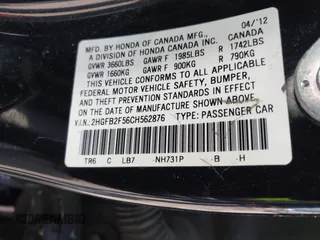 04/'12
MFD. BY HONDA OF CANADA MFG.,
A DIVISION OF HONDA CANADA INC. CANADA
GVWR 3660LBS GAWR F 1985LBS R 1742LBS
GVWR 1660KG GAWR F 900KG R 790KG
THIS VEHICLE CONFORMS TO ALL APPLICABLE
FEDERAL MOTOR VEHICLE SAFETY, BUMPER,
AND THEFT PREVENTION STANDARDS IN EFFECT ON
THE DATE OF MANUFACTURE SHOWN ABOVE.
V.I.N.: 2HGFB2F56CH562876 TYPE: PASSENGER CAR
TR6 C LB7 NH731P B H